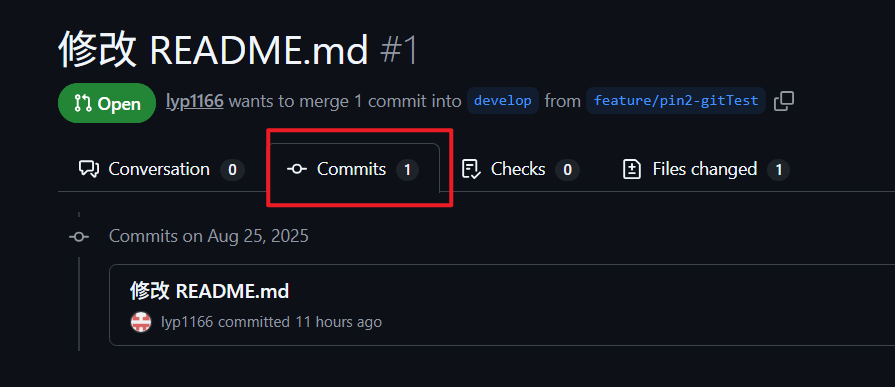 修改 README.md #1
Open lyp1166 wants to merge 1 commit into develop from feature/pin2-gitTest
Conversation 0 Commits 1 Checks 0 Files changed 1
Commits on Aug 25, 2025
修改 README.md
lyp1166 committed 11 hours ago